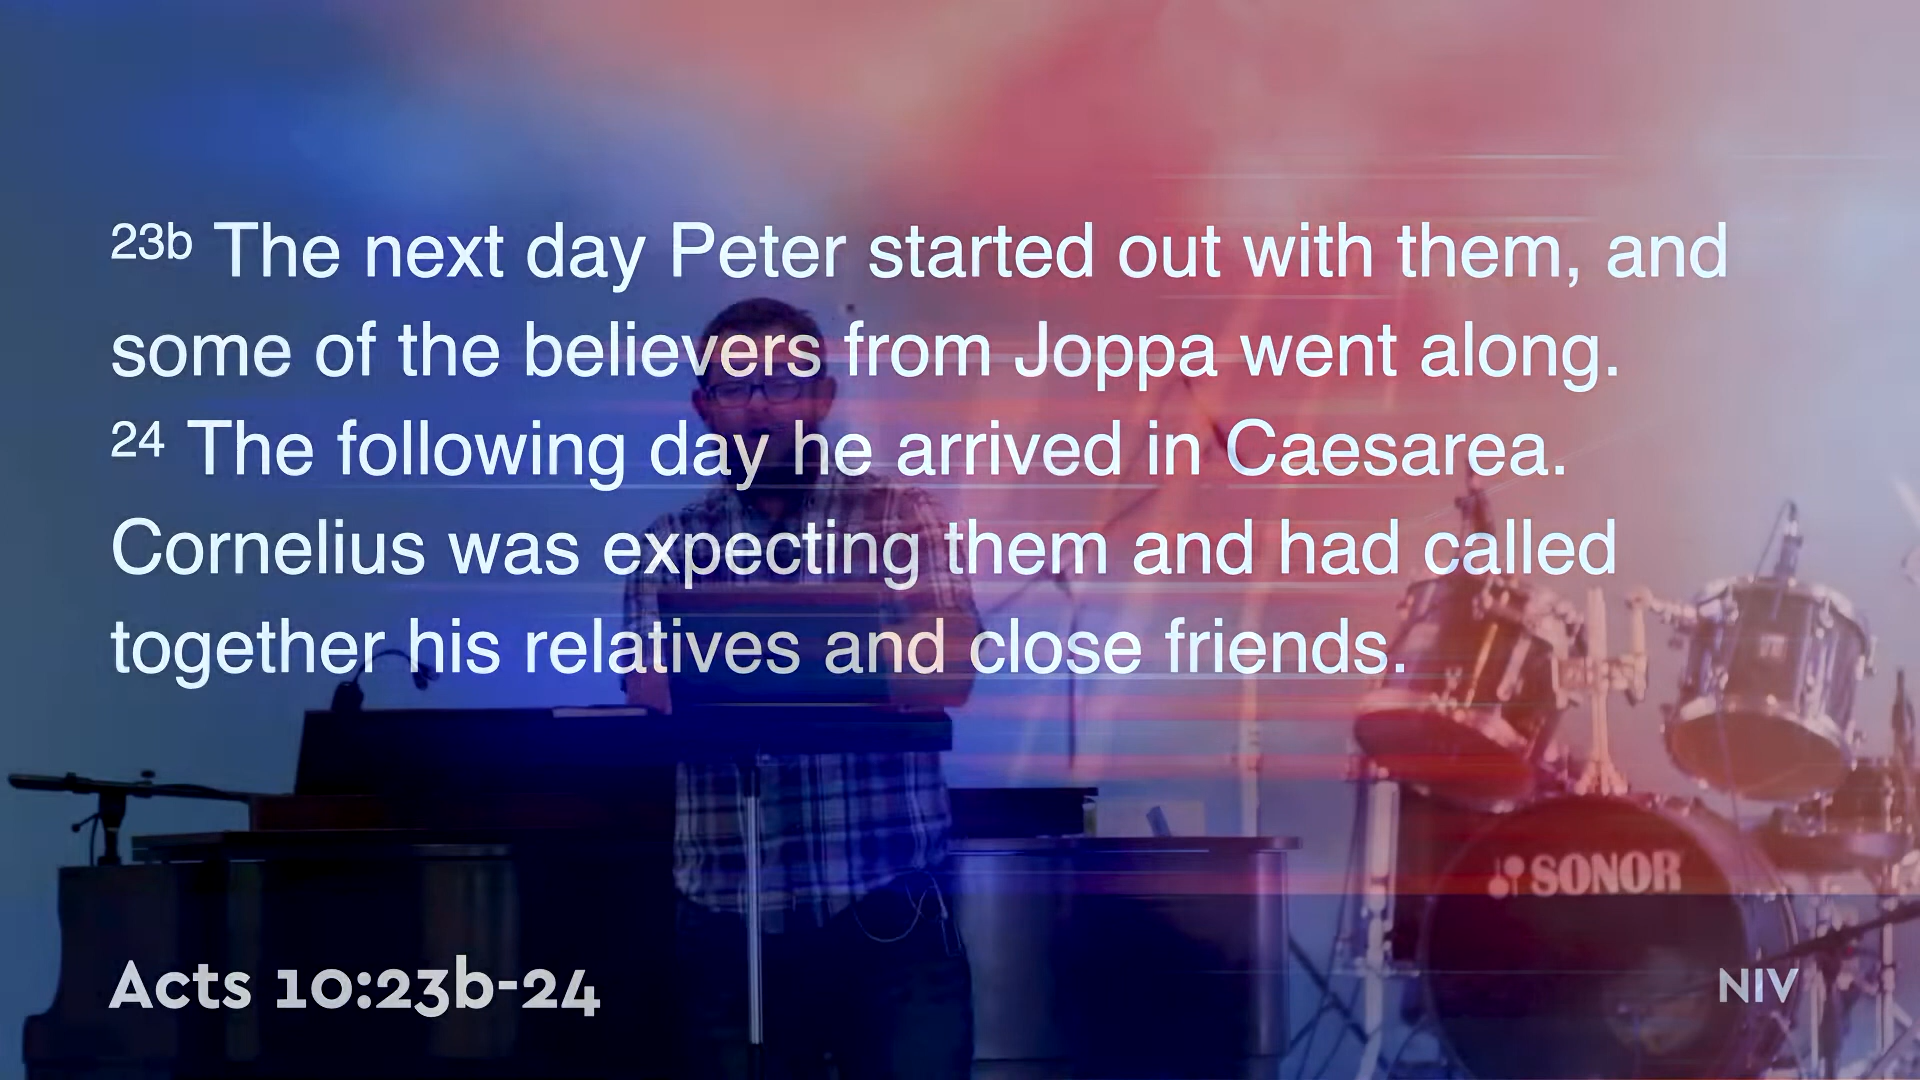 23b The next day Peter started out with them, and
some of the believers from Joppa went along.
24 The following day he arrived in Caesarea.
Cornelius was expecting them and had called
together his relatives and close friends.
SONOR
Acts 10:23b-24
NIV